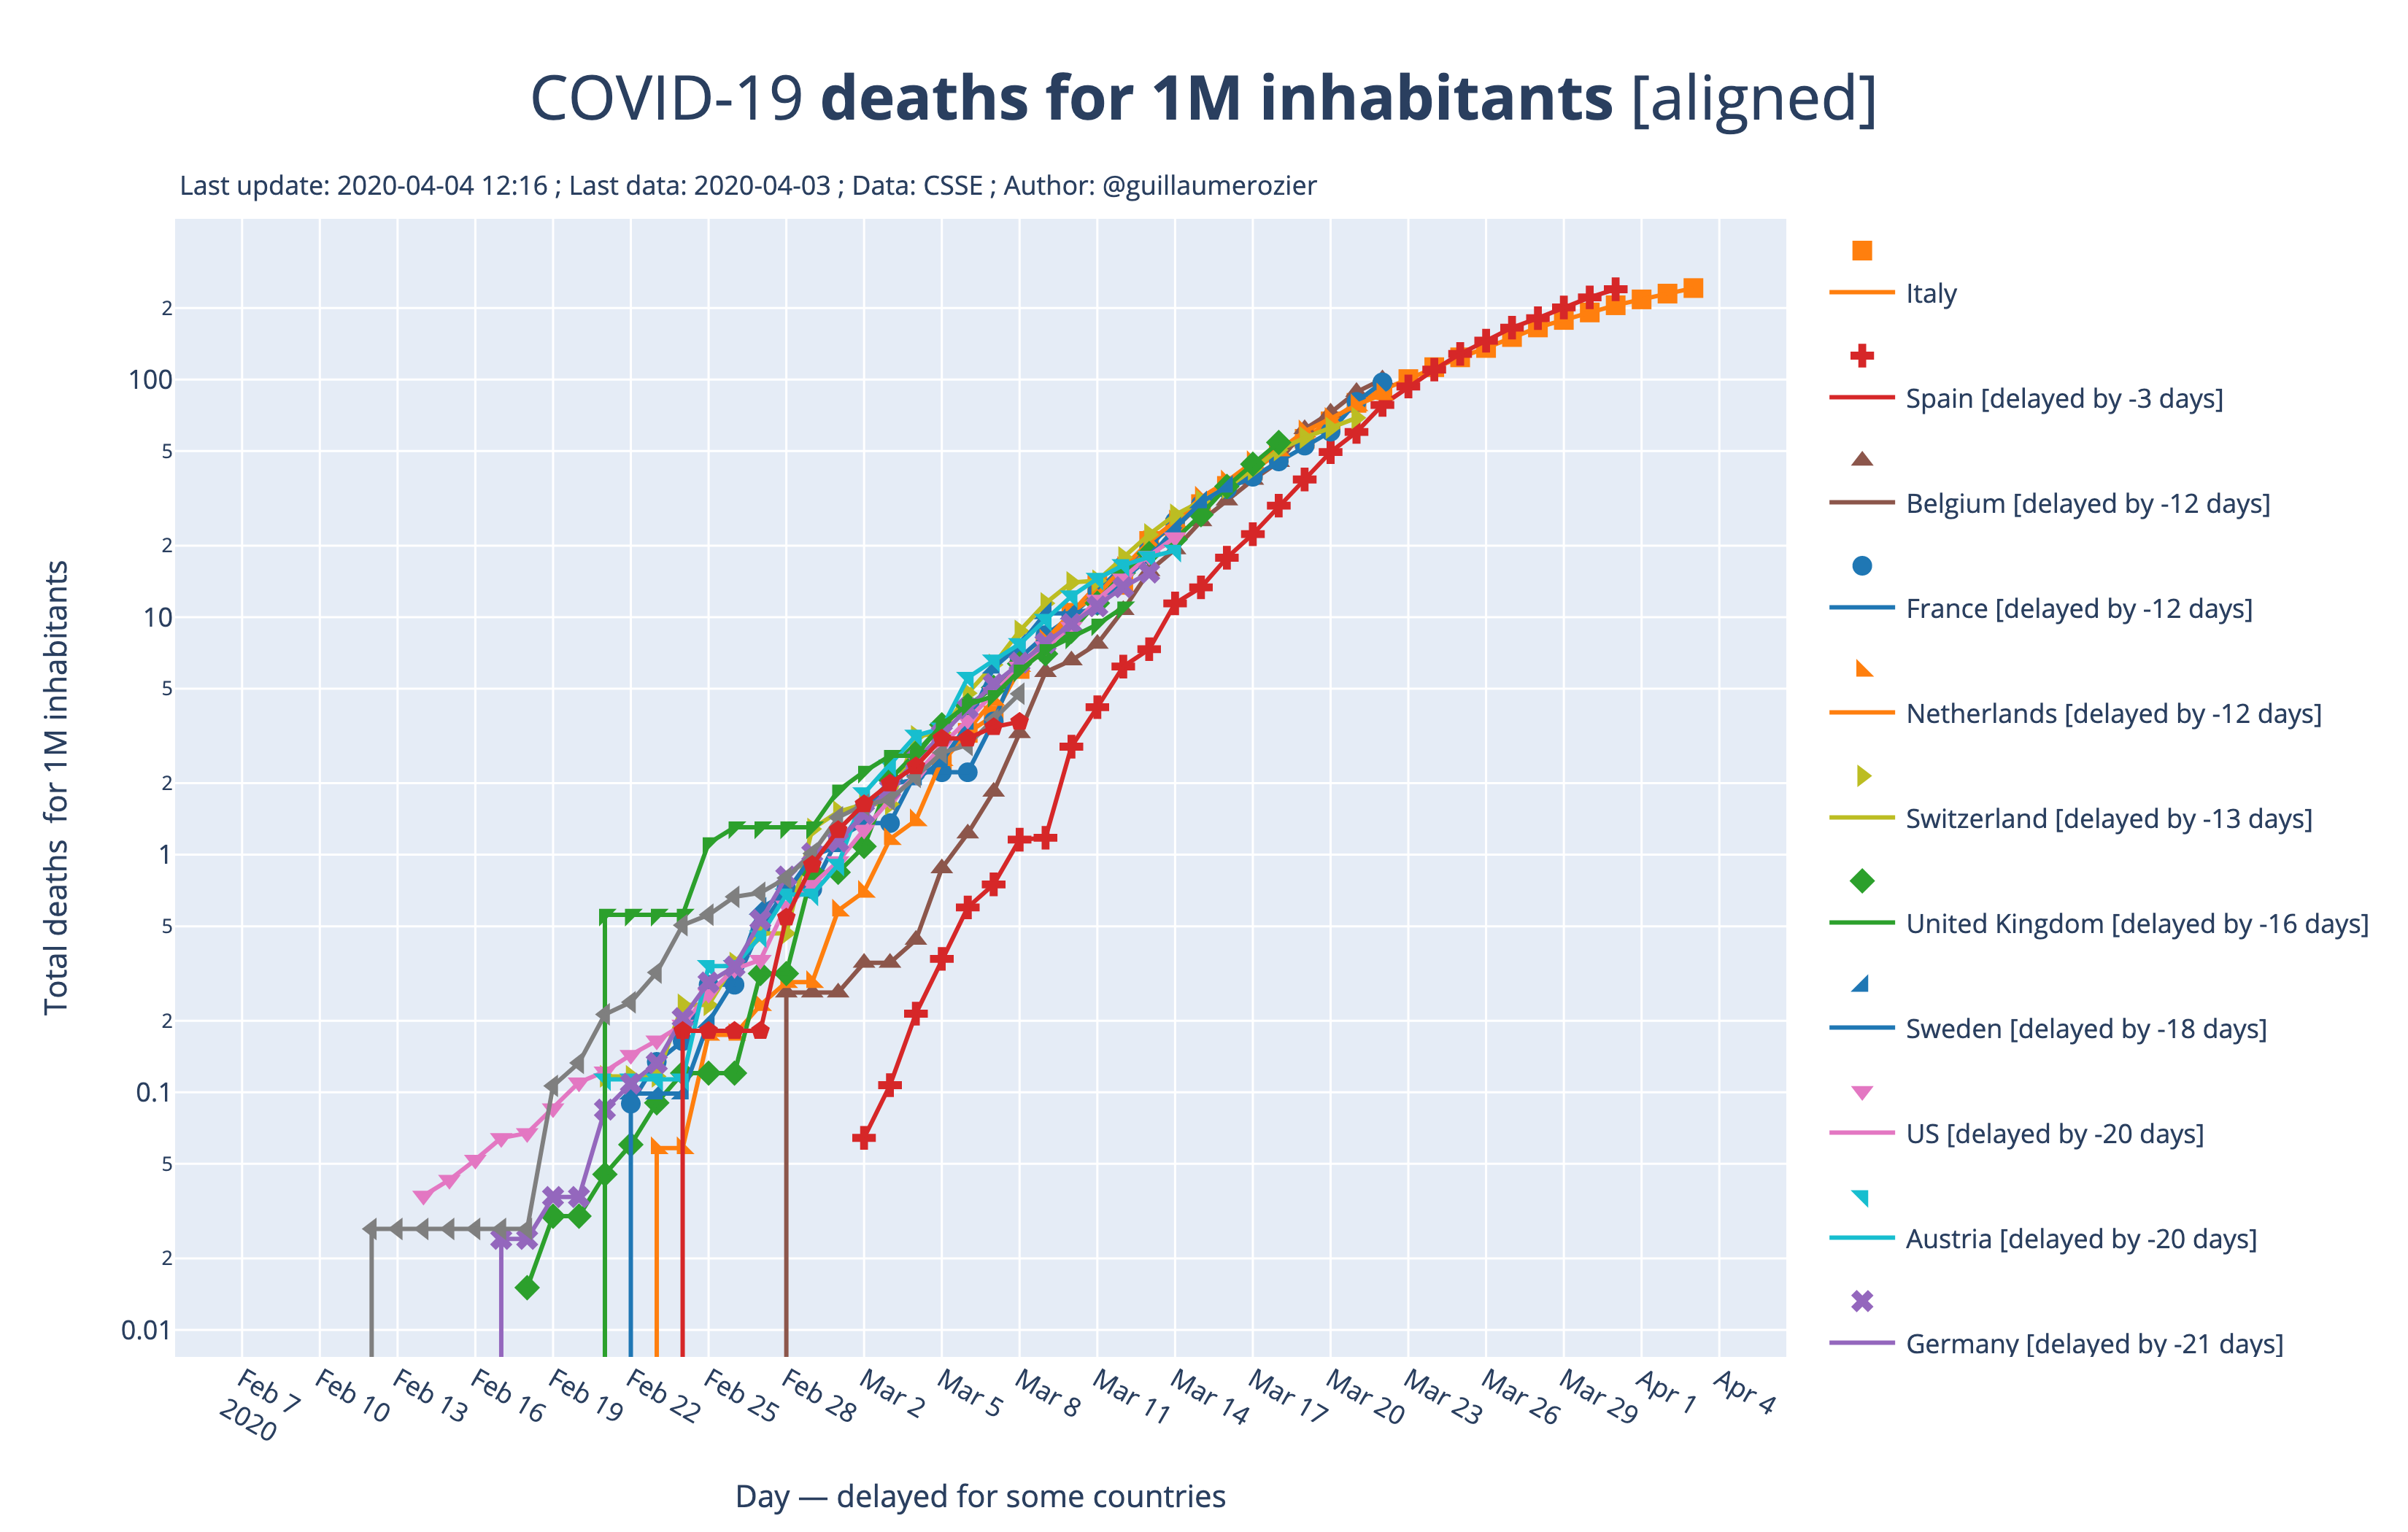 COVID-19 deaths for 1M inhabitants [aligned]
Last update: 2020-04-04 12:16 ; Last data: 2020-04-03 ; Data: CSSE ; Author: @guillaumerozier
Total deaths for 1M inhabitants
2
100
5
2
10
5
2
1
5
2
0.1
5
2
0.01
Feb 7
2020
Feb 10
Feb 13
Feb 16
Feb 19
Feb 22
Feb 25
Feb 28
Mar 2
Mar 5
Mar 8
Mar 11
Mar 14
Mar 17
Mar 20
Mar 23
Mar 26
Mar 29
Apr 1
Apr 4
Day — delayed for some countries
Italy
Spain [delayed by -3 days]
Belgium [delayed by -12 days]
France [delayed by -12 days]
Netherlands [delayed by -12 days]
Switzerland [delayed by -13 days]
United Kingdom [delayed by -16 days]
Sweden [delayed by -18 days]
US [delayed by -20 days]
Austria [delayed by -20 days]
Germany [delayed by -21 days]